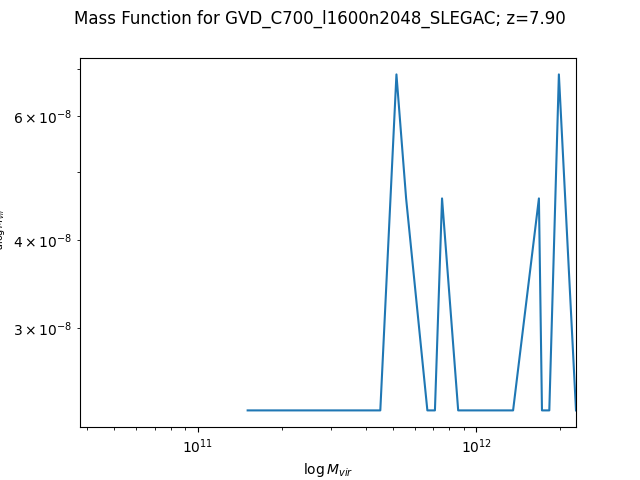 Mass Function for GVD_C700_l1600n2048_SLEGAC; z=7.90
6 × 10⁻⁸
4 × 10⁻⁸
3 × 10⁻⁸
10¹¹
10¹²
log M_vir